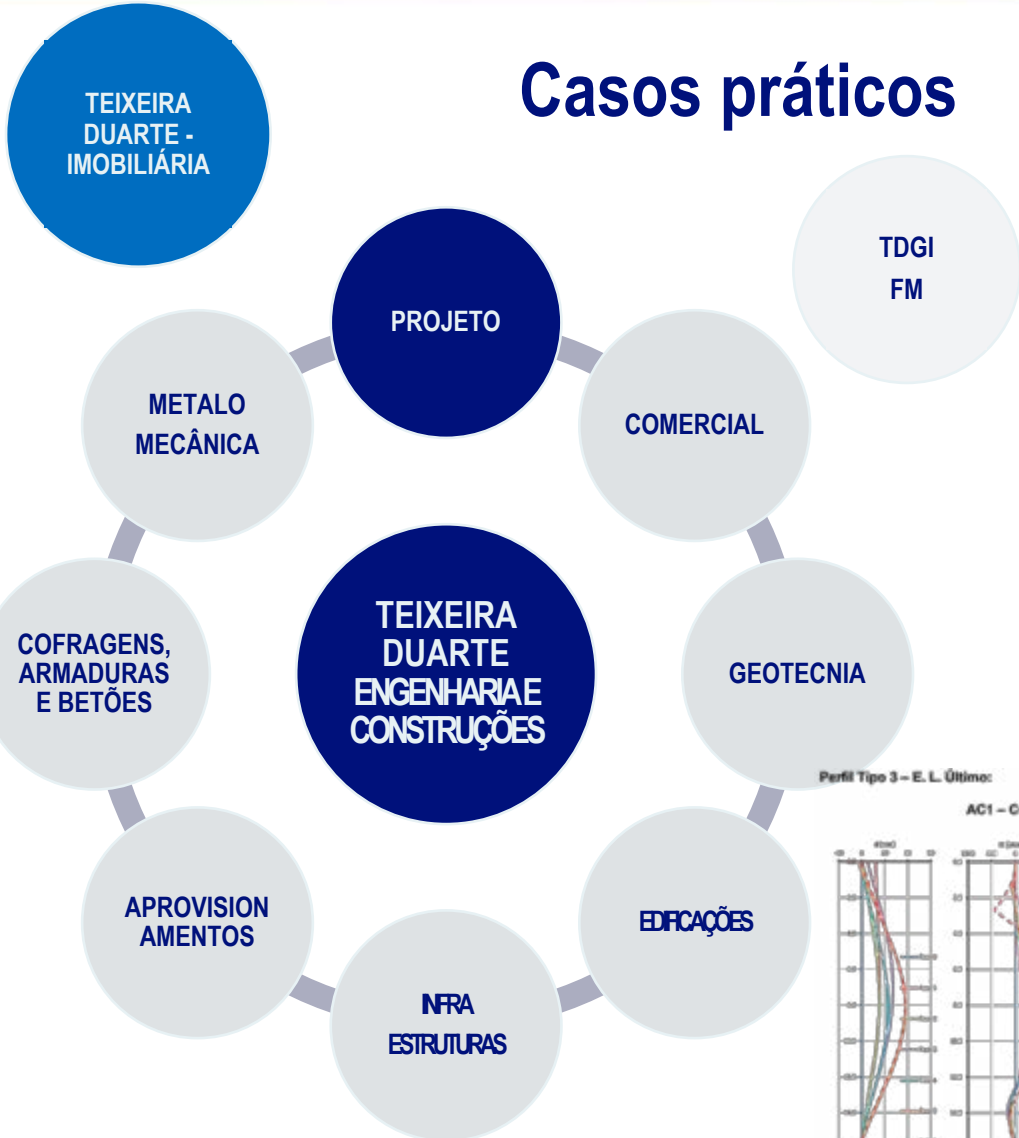 Casos práticos
TEIXEIRA
DUARTE -
IMOBILIÁRIA
TDGI
FM
PROJETO
METALO
MECÂNICA
COMERCIAL
COFRAGENS,
ARMADURAS
E BETÕES
TEIXEIRA
DUARTE
ENGENHARIA E
CONSTRUÇÕES
GEOTECNIA
Perfil Tipo 3 – E. L. Último:
APROVISION
AMENTOS
EDIFICAÇÕES
INFRA
ESTRUTURAS